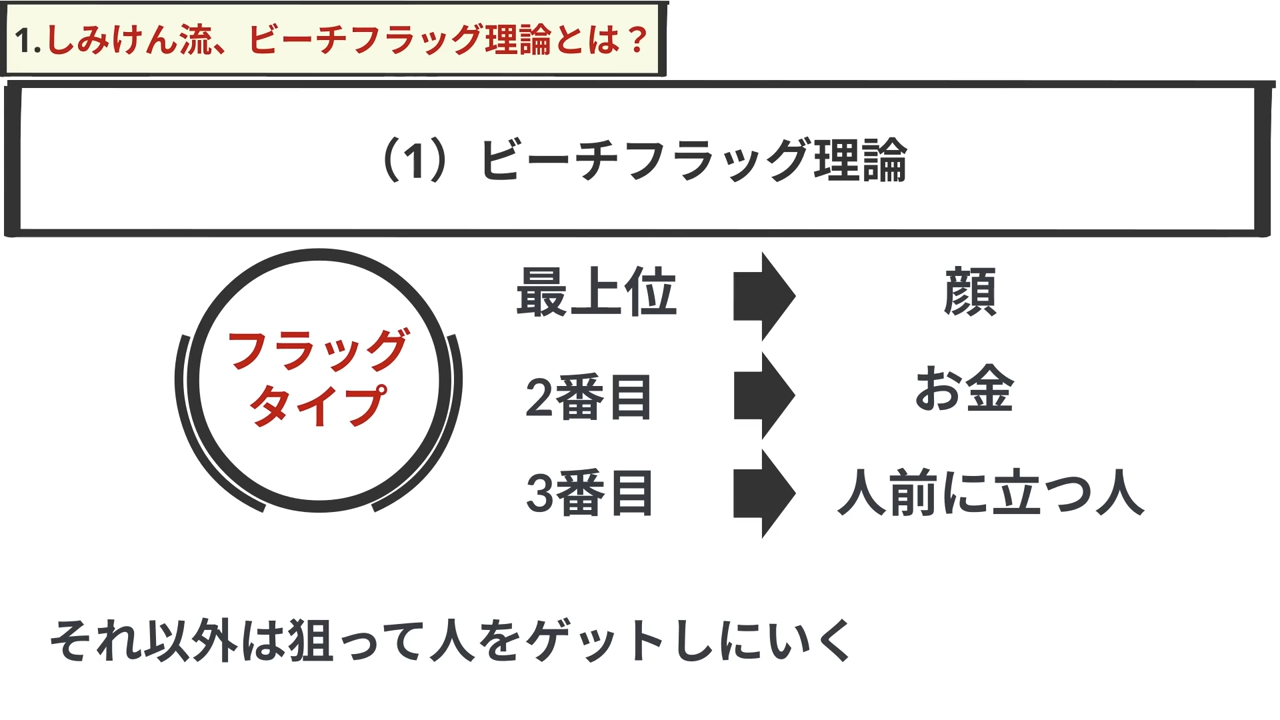 1.しみけん流、ビーチフラッグ理論とは？
（1）ビーチフラッグ理論
フラッグ
タイプ
最上位
顔
2番目
お金
3番目
人前に立つ人
それ以外は狙って人をゲットしにいく